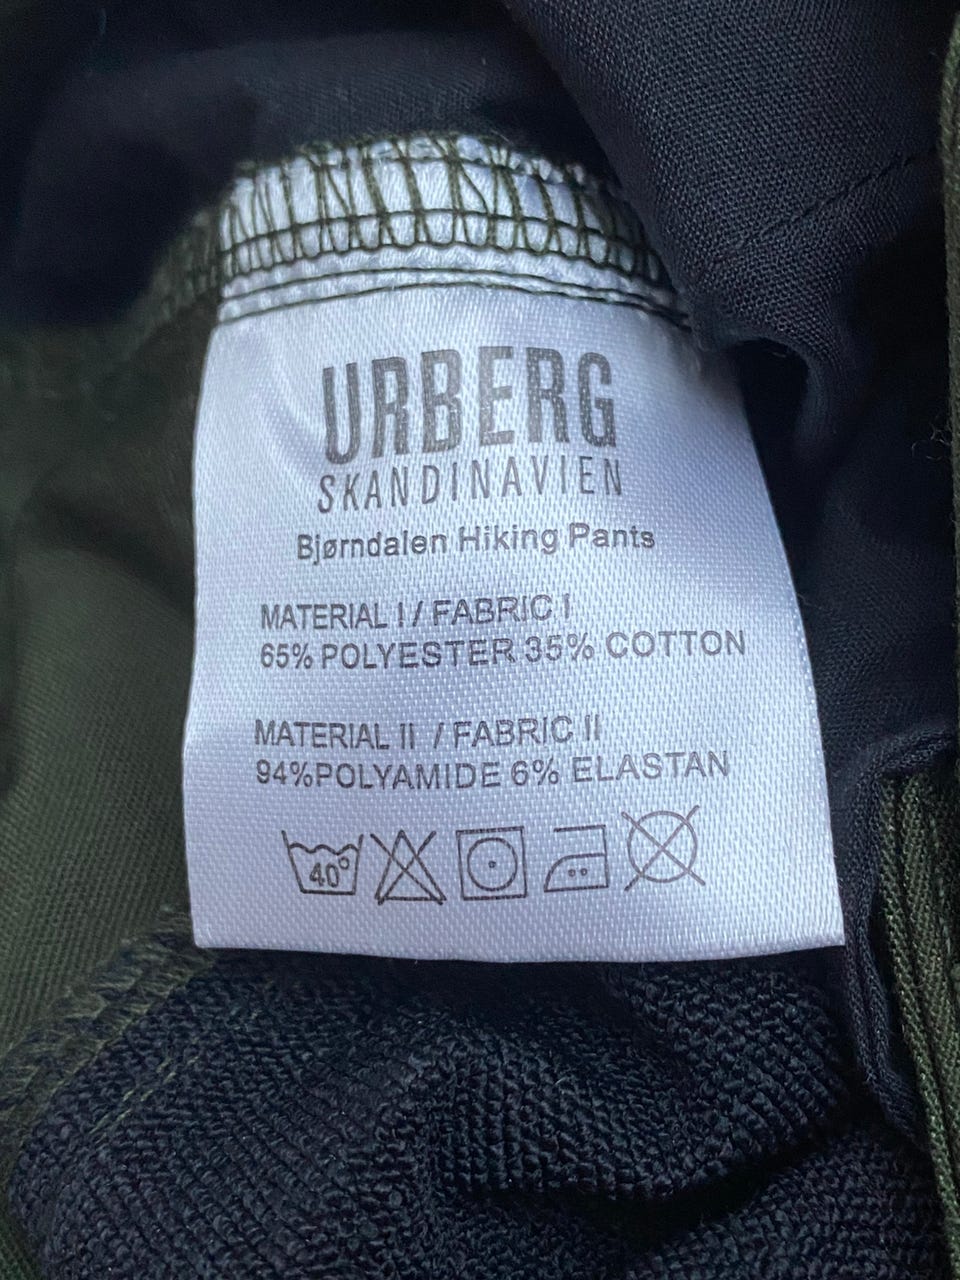 URBERG
SKANDINAVIEN
Bjørndalen Hiking Pants
MATERIAL I / FABRIC I
65% POLYESTER 35% COTTON
MATERIAL II / FABRIC II
94%POLYAMIDE 6% ELASTAN
40°